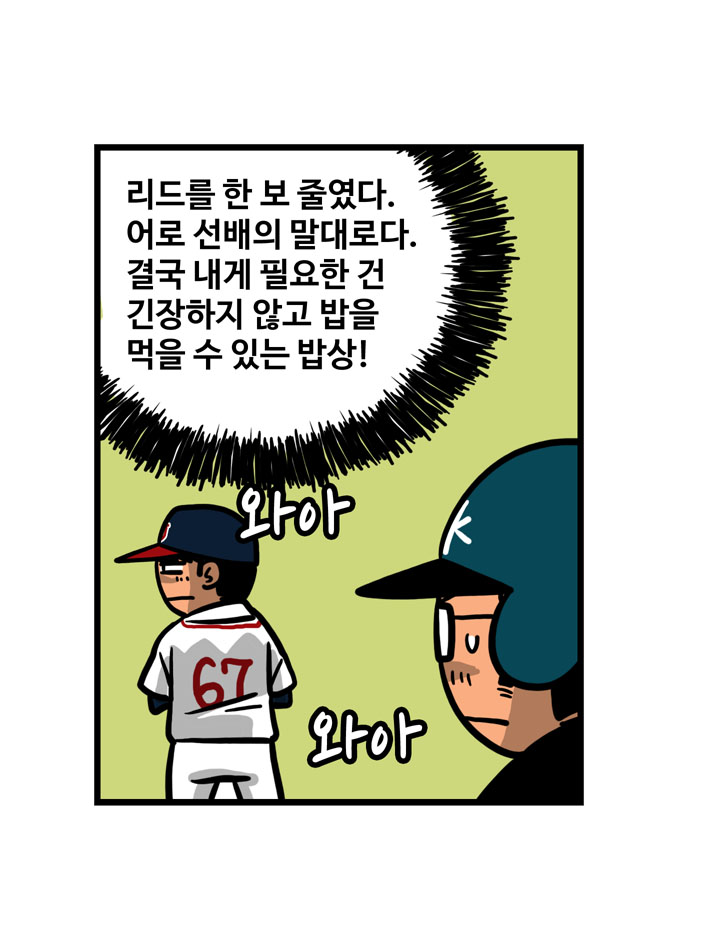 리드를 한 보 줄였다.
어로 선배의 말대로다.
결국 내게 필요한 건
긴장하지 않고 밥을
먹을 수 있는 밥상!
와아
K
67
와아